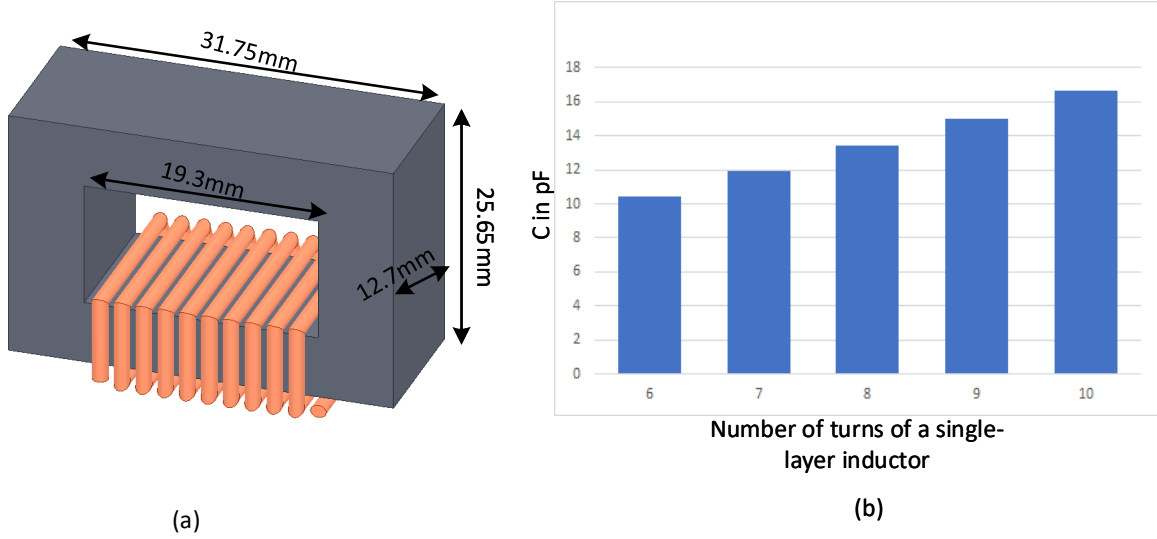 31.75mm
19.3mm
25.65mm
12.7mm
(a)
C in pF
18
16
14
12
10
8
6
4
2
0
6 7 8 9 10
Number of turns of a single-
layer inductor
(b)